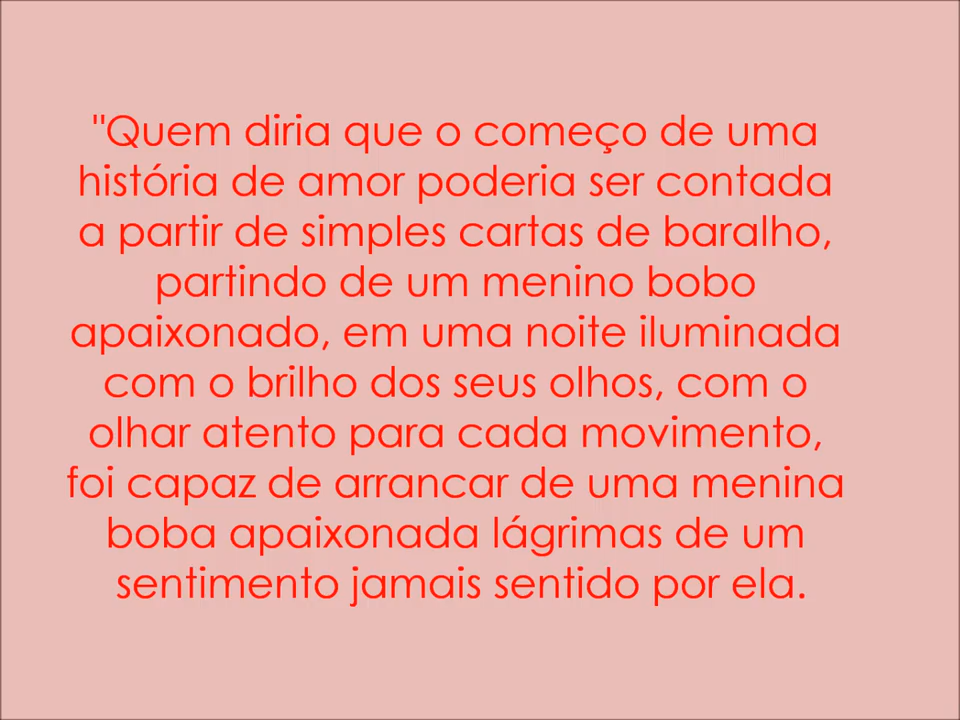 "Quem diria que o começo de uma
história de amor poderia ser contada
a partir de simples cartas de baralho,
partindo de um menino bobo
apaixonado, em uma noite iluminada
com o brilho dos seus olhos, com o
olhar atento para cada movimento,
foi capaz de arrancar de uma menina
boba apaixonada lágrimas de um
sentimento jamais sentido por ela.